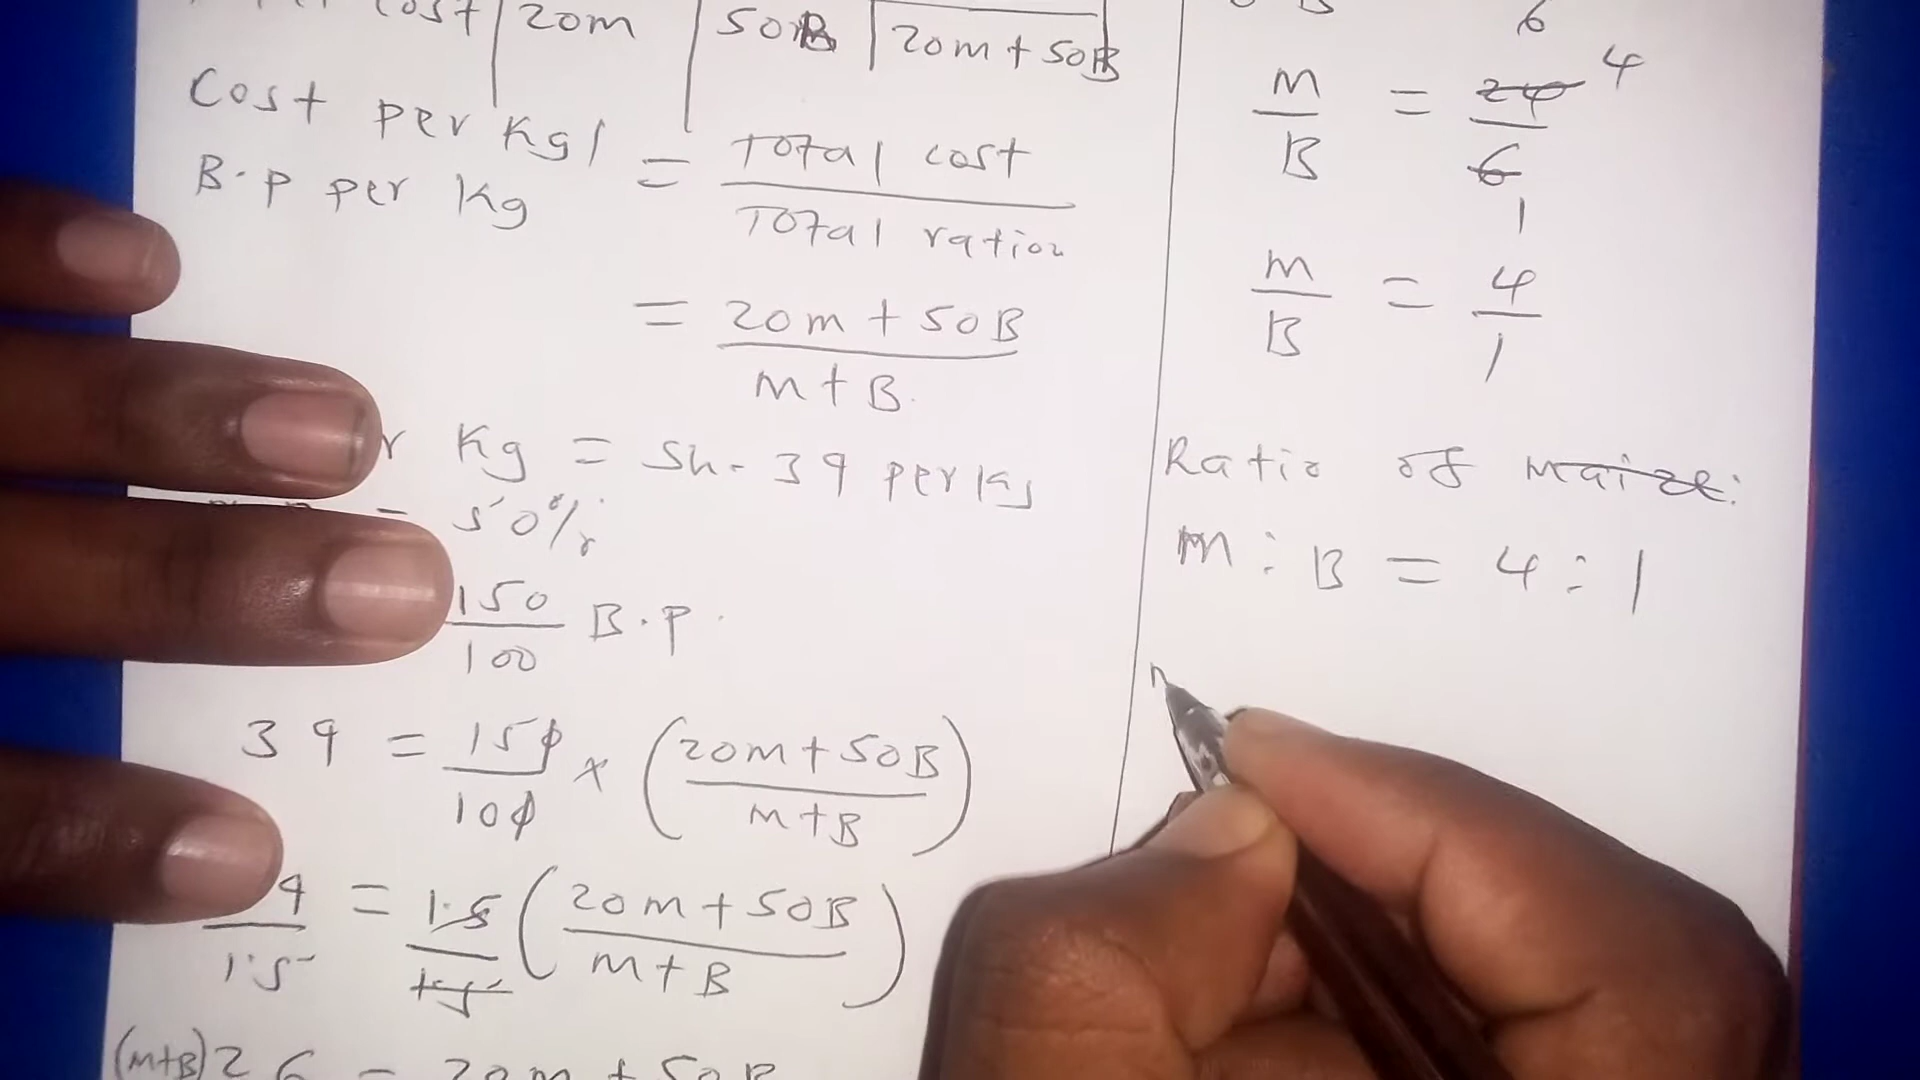 cost 20m 50B 20m + 50B
Cost per Kg/
B.p per Kg = Total cost / Total ratio
= 20m + 50B / m + B.
r Kg = Sh. 39 per Kg
= 50%
150/100 B.P.
39 = 150/100 × (20m + 50B / m + B)
9/1.5 = 1.5/1.5 (20m + 50B / m + B)
(m+B) 26 = 20m + 50B
6
m/B = 24/6 4 1
m/B = 4/1
Ratio of maize:
m : B = 4 : 1